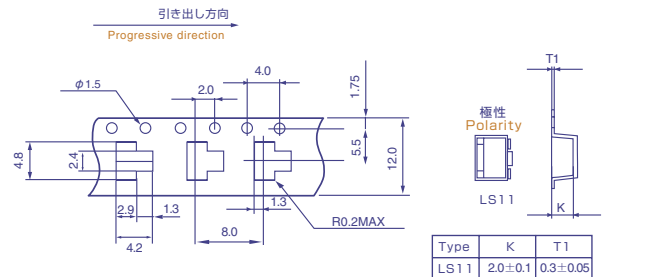 引き出し方向
Progressive direction
T1
4.0
2.0
φ1.5
1.75
極性
Polarity
4.8
2.4
5.5
12.0
2.9
1.3
1.3
4.2
8.0
R0.2MAX
LS11
K
Type K T1
LS11 2.0±0.1 0.3±0.05